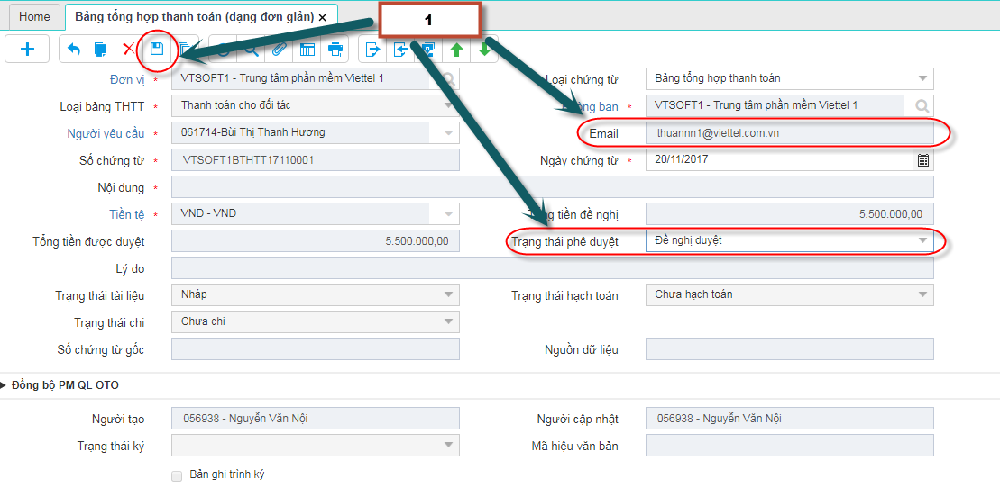 Home
Bảng tổng hợp thanh toán (dạng đơn giản)
1
Đơn vị * VTSOFT1 - Trung tâm phần mềm Viettel 1
Loại chứng từ Bảng tổng hợp thanh toán
Loại bảng THTT * Thanh toán cho đối tác
ban * VTSOFT1 - Trung tâm phần mềm Viettel 1
Người yêu cầu * 061714-Bùi Thị Thanh Hương
Email thuannn1@viettel.com.vn
Số chứng từ * VTSOFT1BTHTT17110001
Ngày chứng từ * 20/11/2017
Nội dung *
Tiền tệ * VND - VND
tiền đề nghị 5.500.000,00
Tổng tiền được duyệt 5.500.000,00
Trạng thái phê duyệt Đề nghị duyệt
Lý do
Trạng thái tài liệu Nháp
Trạng thái hạch toán Chưa hạch toán
Trạng thái chi Chưa chi
Số chứng từ gốc
Nguồn dữ liệu
Đồng bộ PM QL OTO
Người tạo 056938 - Nguyễn Văn Nội
Người cập nhật 056938 - Nguyễn Văn Nội
Trạng thái ký
Mã hiệu văn bản
Bản ghi trình ký